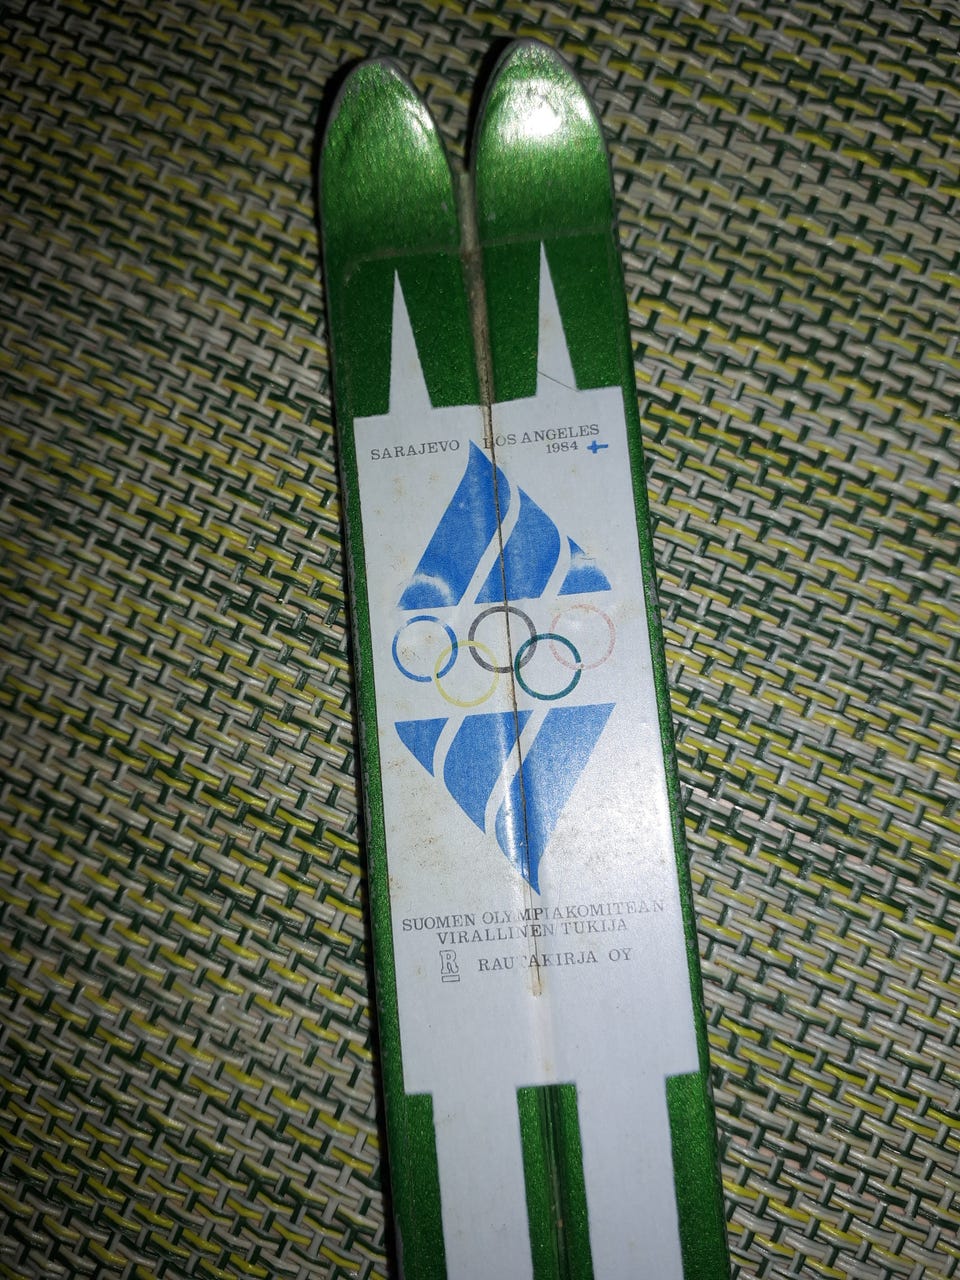 SARAJEVO LOS ANGELES
1984
SUOMEN OLYMPIAKOMITEAN
VIRALLINEN TUKIJA
R RAUTAKIRJA OY